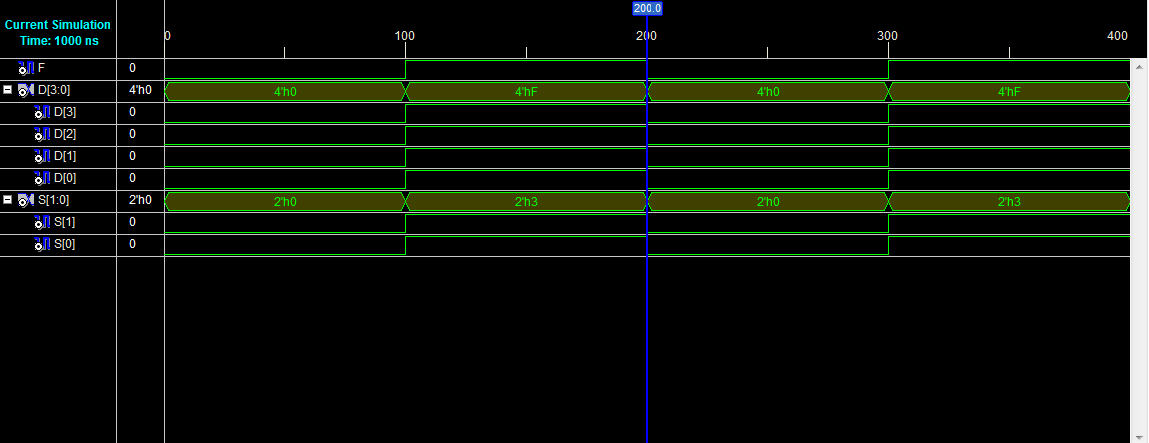 200.0
Current Simulation
Time: 1000 ns
0 100 200 300 400
F 0
D[3:0] 4'h0 4'h0 4'hF 4'h0 4'hF
D[3] 0
D[2] 0
D[1] 0
D[0] 0
S[1:0] 2'h0 2'h0 2'h3 2'h0 2'h3
S[1] 0
S[0] 0